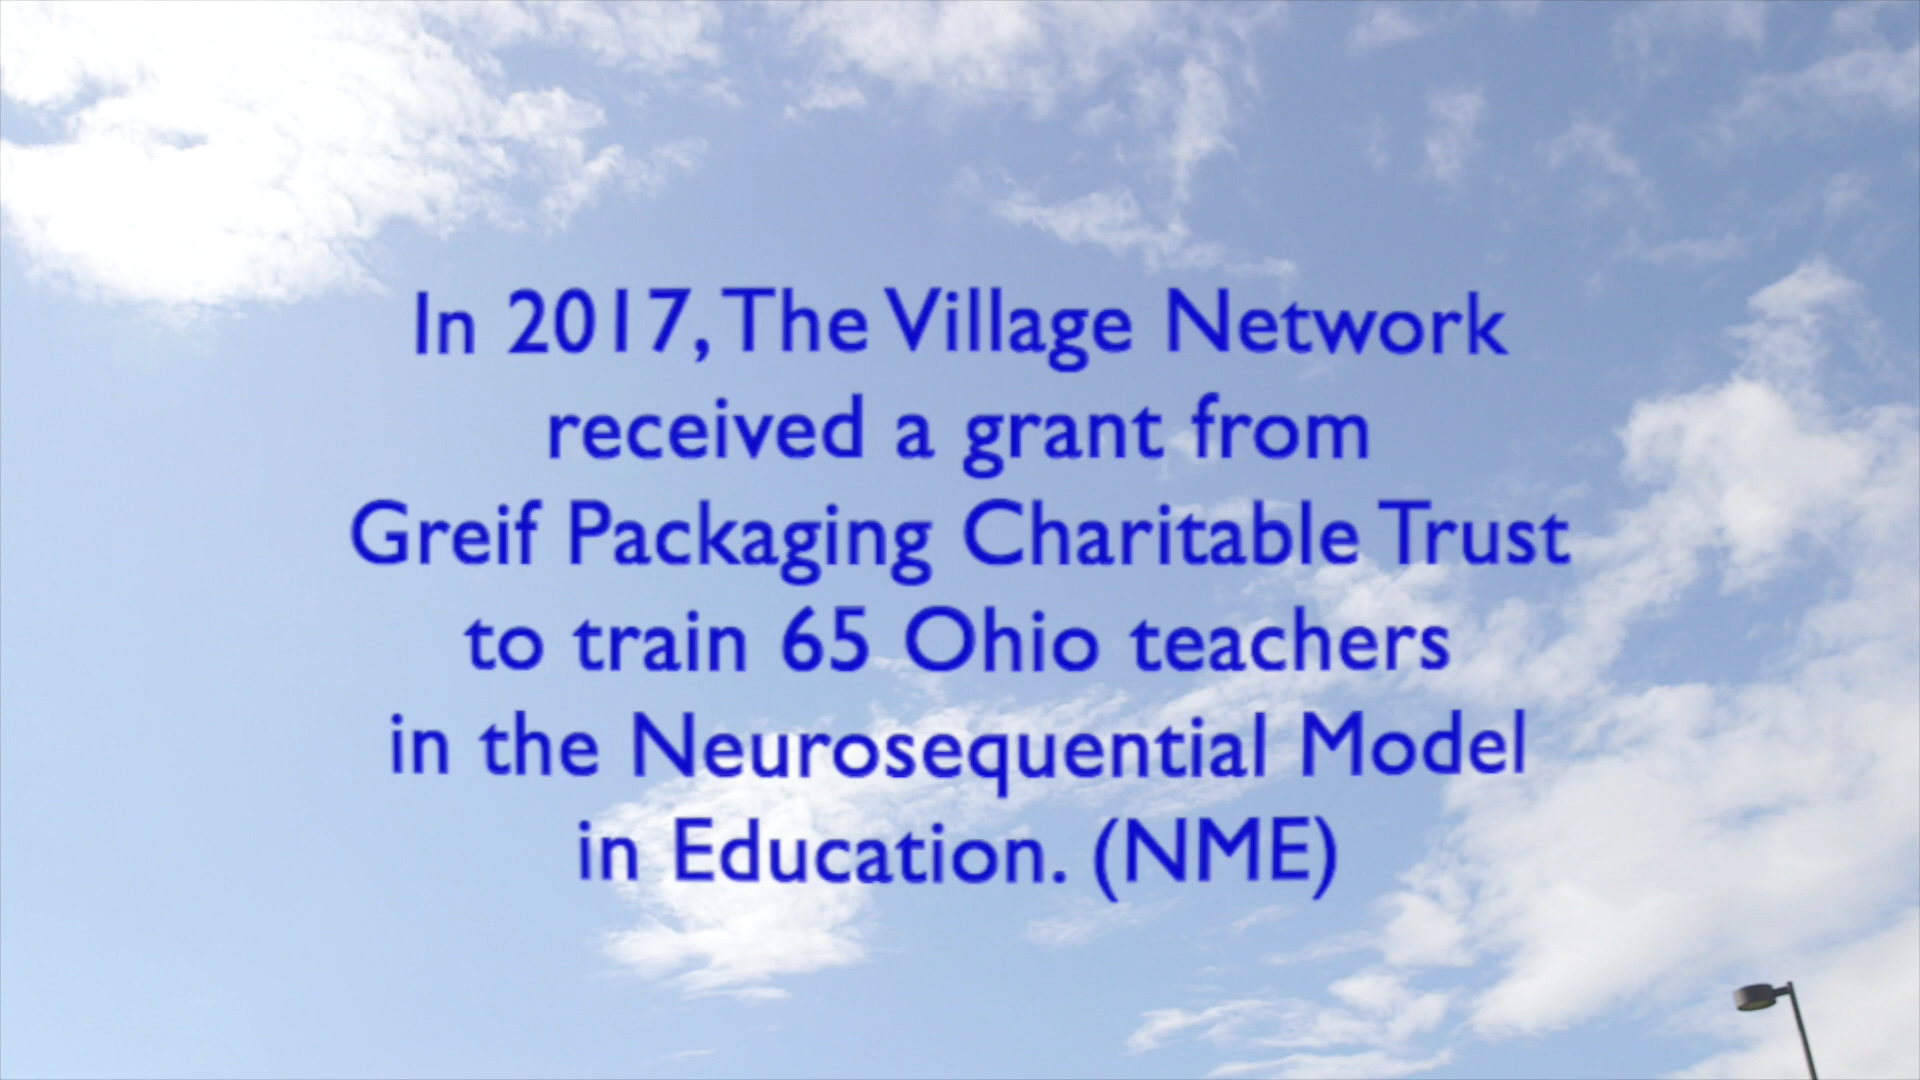 In 2017, The Village Network
received a grant from
Greif Packaging Charitable Trust
to train 65 Ohio teachers
in the Neurosequential Model
in Education. (NME)